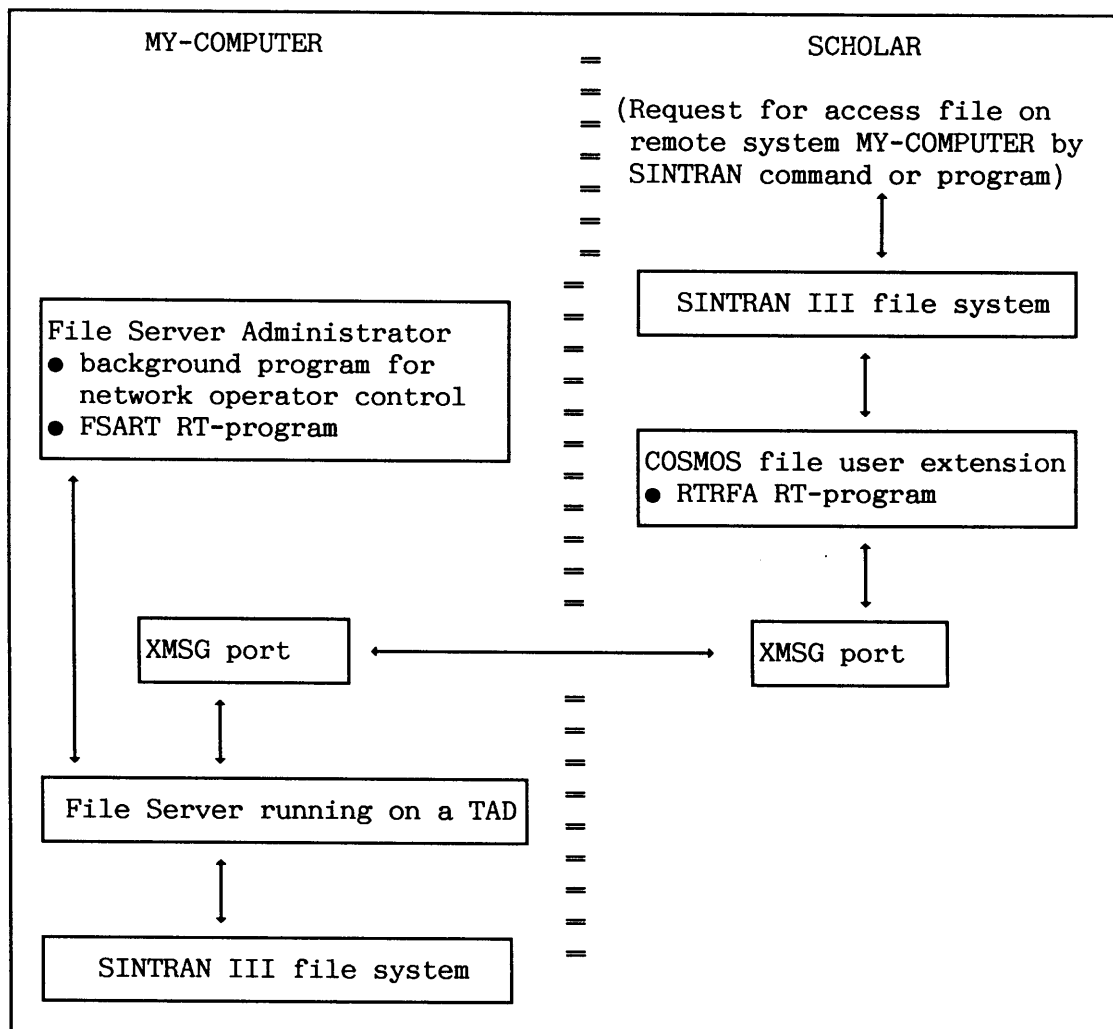 MY-COMPUTER
SCHOLAR
(Request for access file on
remote system MY-COMPUTER by
SINTRAN command or program)
SINTRAN III file system
File Server Administrator
● background program for
network operator control
● FSART RT-program
COSMOS file user extension
● RTRFA RT-program
XMSG port
XMSG port
File Server running on a TAD
SINTRAN III file system